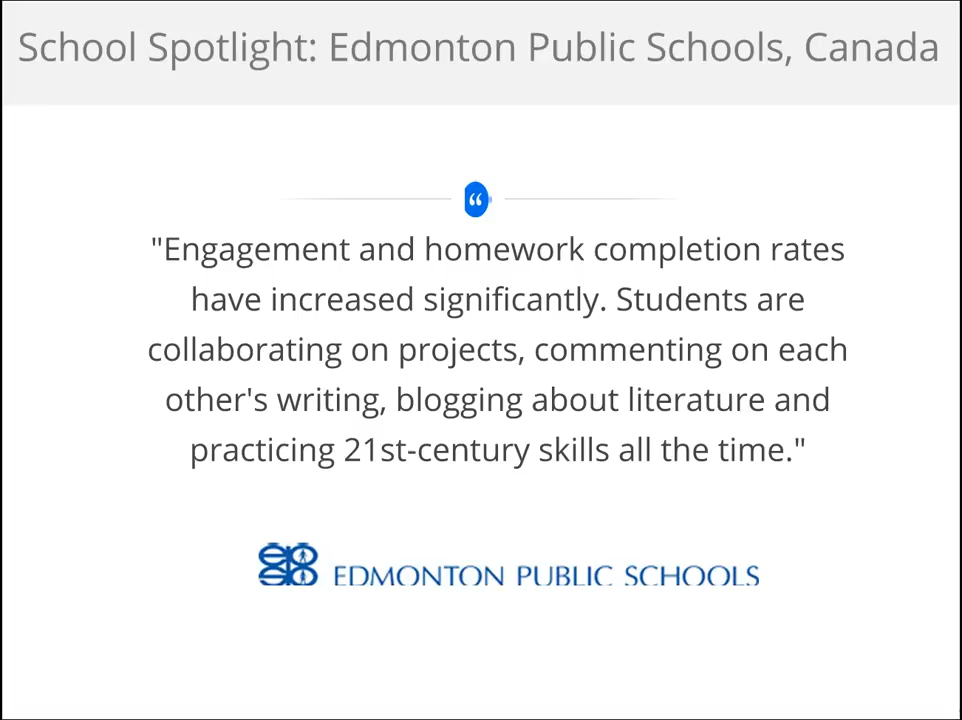 School Spotlight: Edmonton Public Schools, Canada
“
"Engagement and homework completion rates
have increased significantly. Students are
collaborating on projects, commenting on each
other's writing, blogging about literature and
practicing 21st-century skills all the time."
EDMONTON PUBLIC SCHOOLS